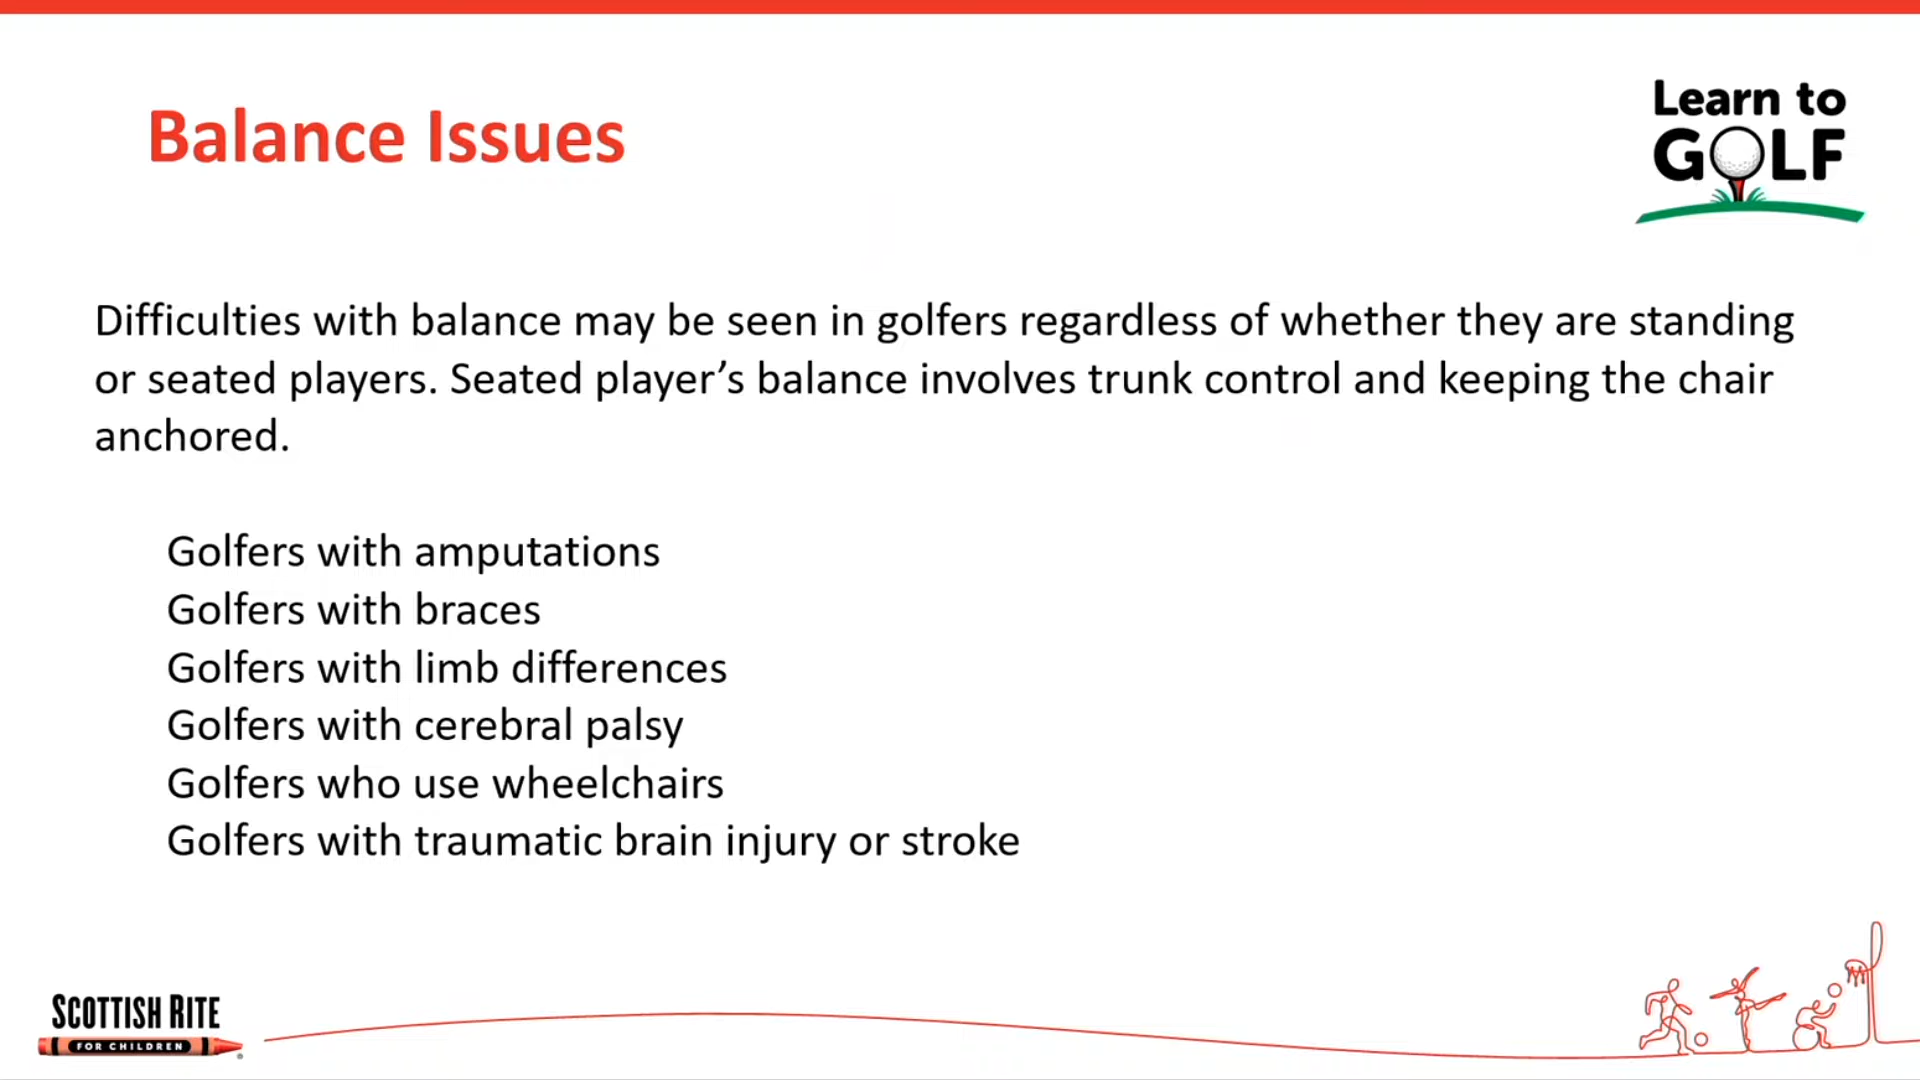 Balance Issues
Learn to
GOLF
Difficulties with balance may be seen in golfers regardless of whether they are standing
or seated players. Seated player’s balance involves trunk control and keeping the chair
anchored.
Golfers with amputations
Golfers with braces
Golfers with limb differences
Golfers with cerebral palsy
Golfers who use wheelchairs
Golfers with traumatic brain injury or stroke
SCOTTISH RITE
FOR CHILDREN